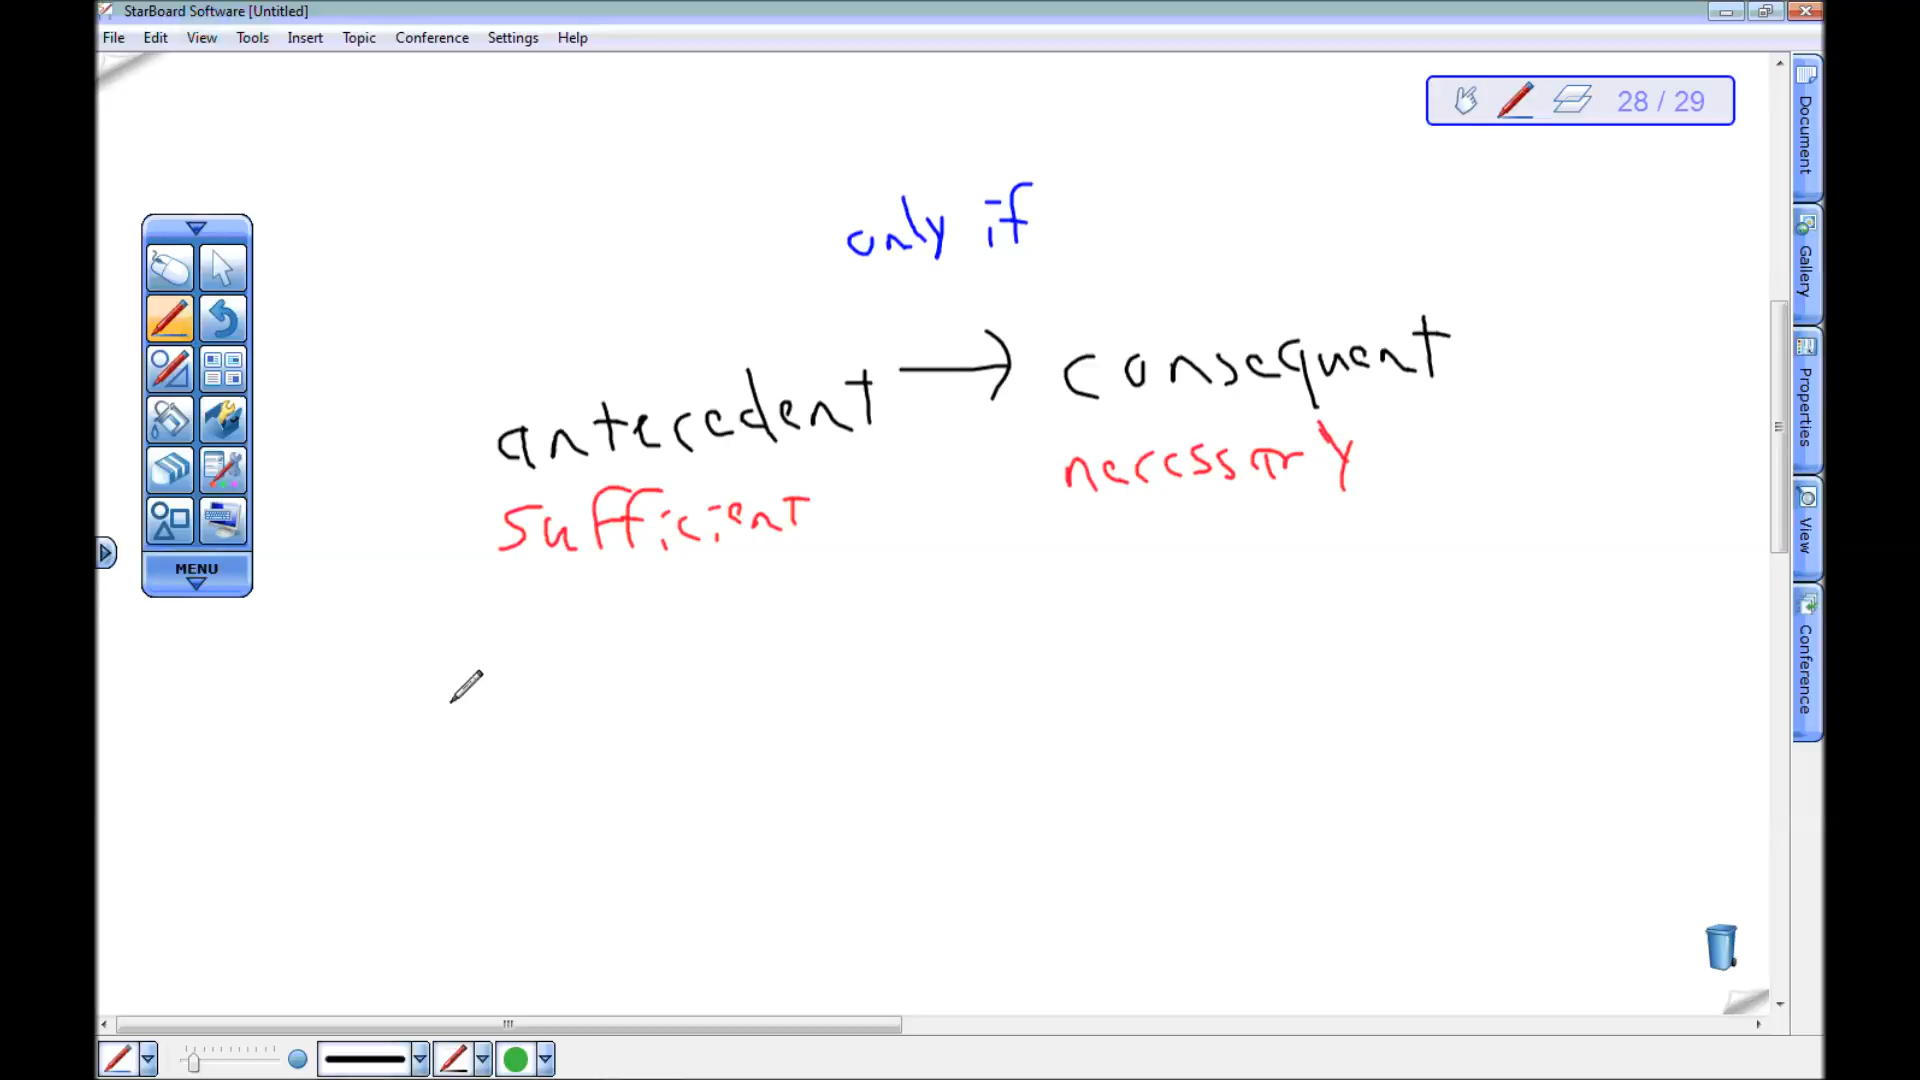 StarBoard Software [Untitled]
File Edit View Tools Insert Topic Conference Settings Help
28 / 29
only if
antecedent → consequent
sufficient necessary
MENU
Document
Gallery
Properties
View
Conference